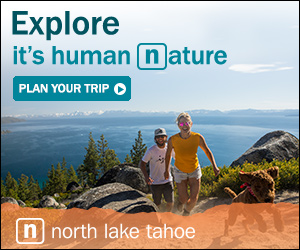 Explore
it's human nature
PLAN YOUR TRIP
n north lake tahoe